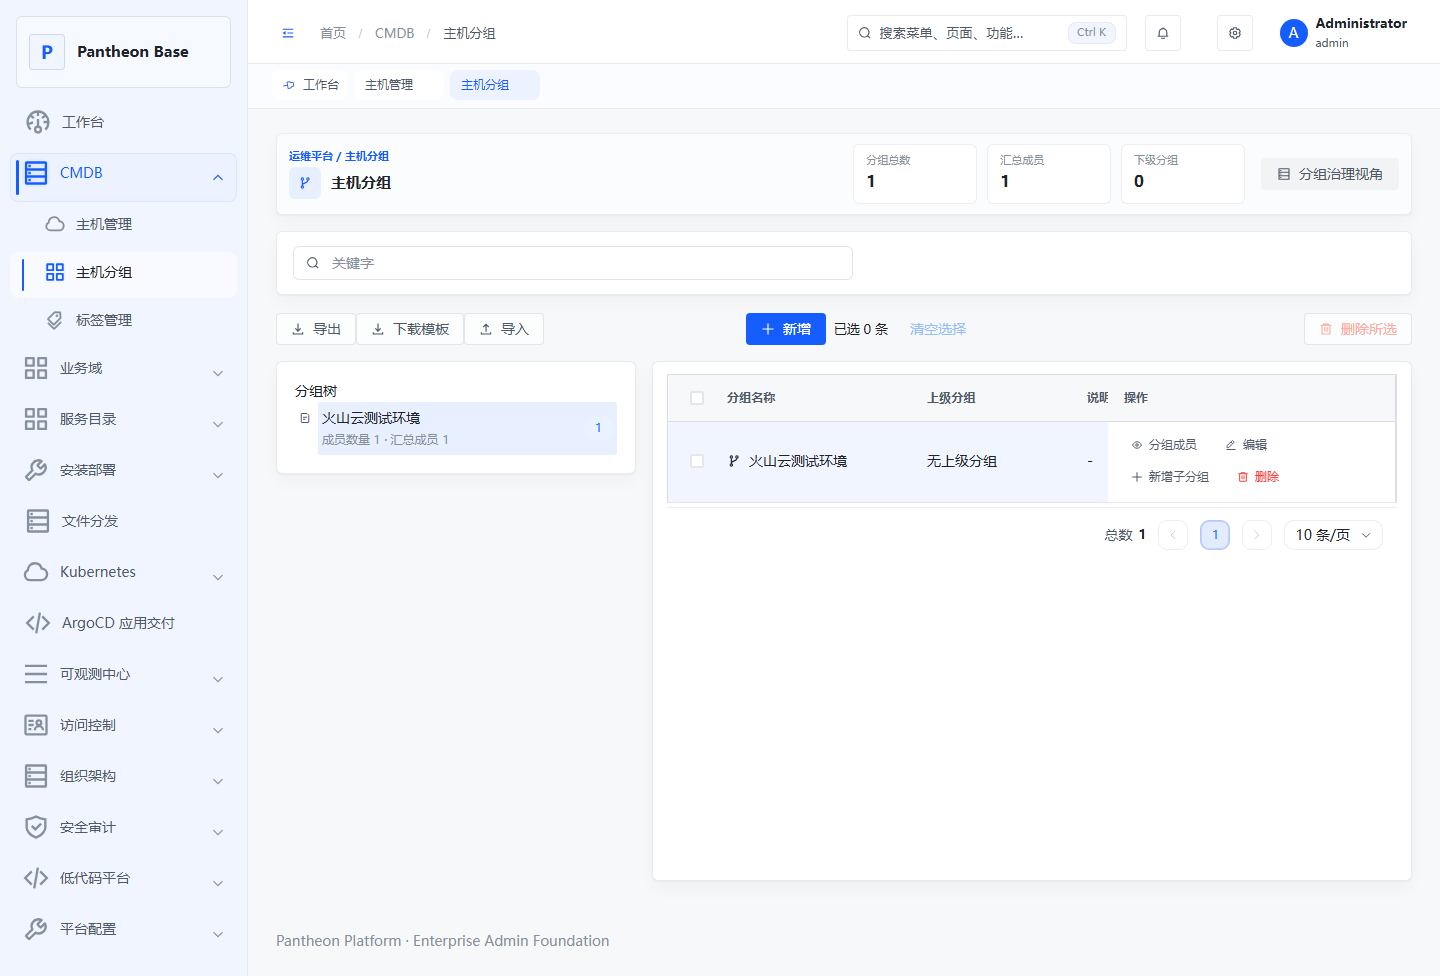 P Pantheon Base
工作台
CMDB
主机管理
主机分组
标签管理
业务域
服务目录
安装部署
文件分发
Kubernetes
ArgoCD 应用交付
可观测中心
访问控制
组织架构
安全审计
低代码平台
平台配置
首页 / CMDB / 主机分组
搜索菜单、页面、功能... Ctrl K
A Administrator
admin
工作台 主机管理 主机分组
运维平台 / 主机分组
主机分组
分组总数
1
汇总成员
1
下级分组
0
分组治理视角
关键字
导出 下载模板 导入 新增 已选 0 条 清空选择 删除所选
分组树
火山云测试环境
成员数量 1 · 汇总成员 1
1
分组名称 上级分组 说明 操作
火山云测试环境 无上级分组 - 分组成员 编辑
新增子分组 删除
总数 1 1 10 条/页
Pantheon Platform · Enterprise Admin Foundation